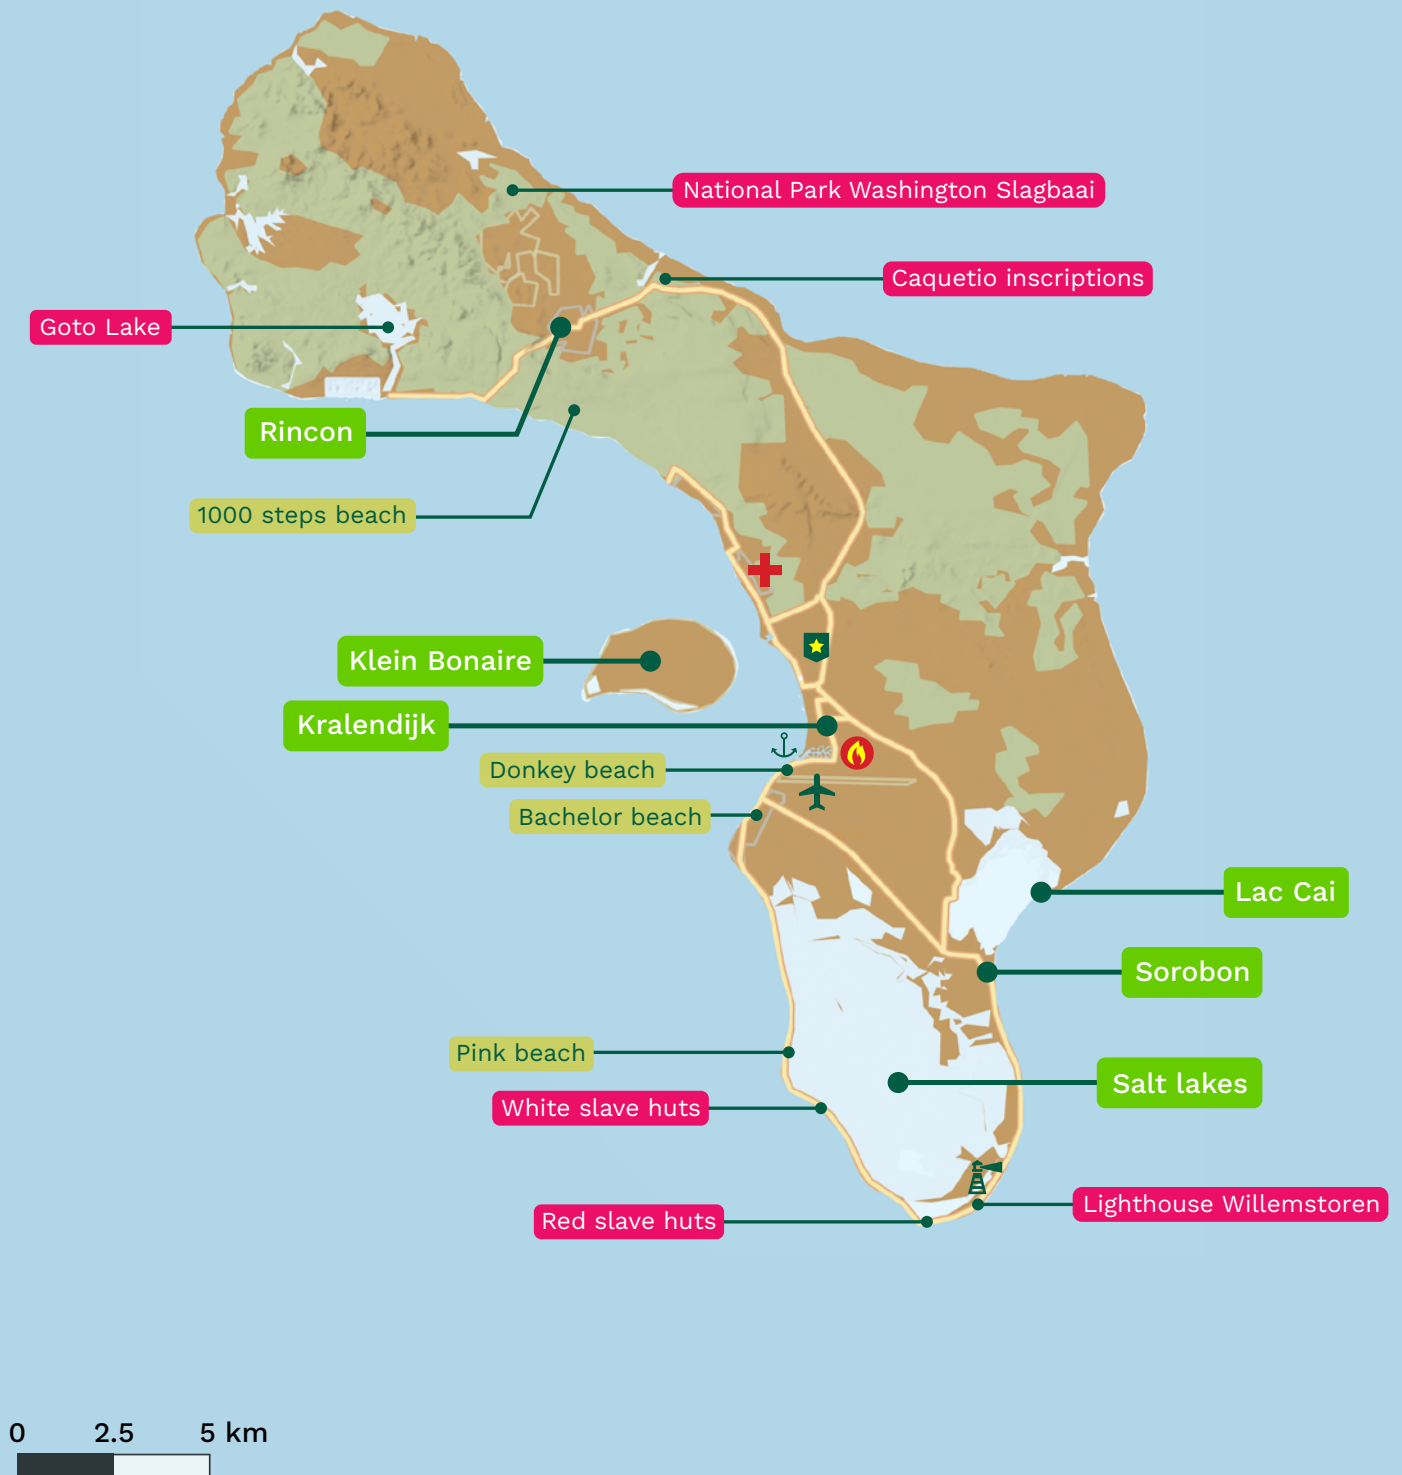 National Park Washington Slagbaai
Caquetio inscriptions
Goto Lake
Rincon
1000 steps beach
Klein Bonaire
Kralendijk
Donkey beach
Bachelor beach
Lac Cai
Sorobon
Pink beach
Salt lakes
White slave huts
Lighthouse Willemstoren
Red slave huts
0 2.5 5 km